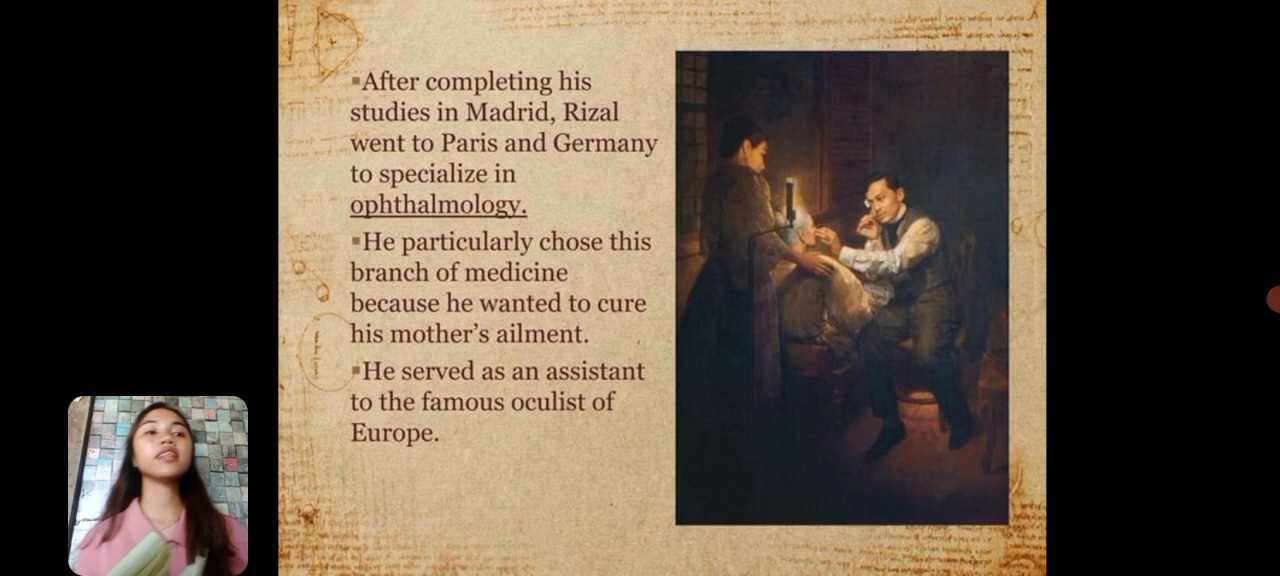 ▪After completing his
studies in Madrid, Rizal
went to Paris and Germany
to specialize in
ophthalmology.
▪He particularly chose this
branch of medicine
because he wanted to cure
his mother’s ailment.
▪He served as an assistant
to the famous oculist of
Europe.